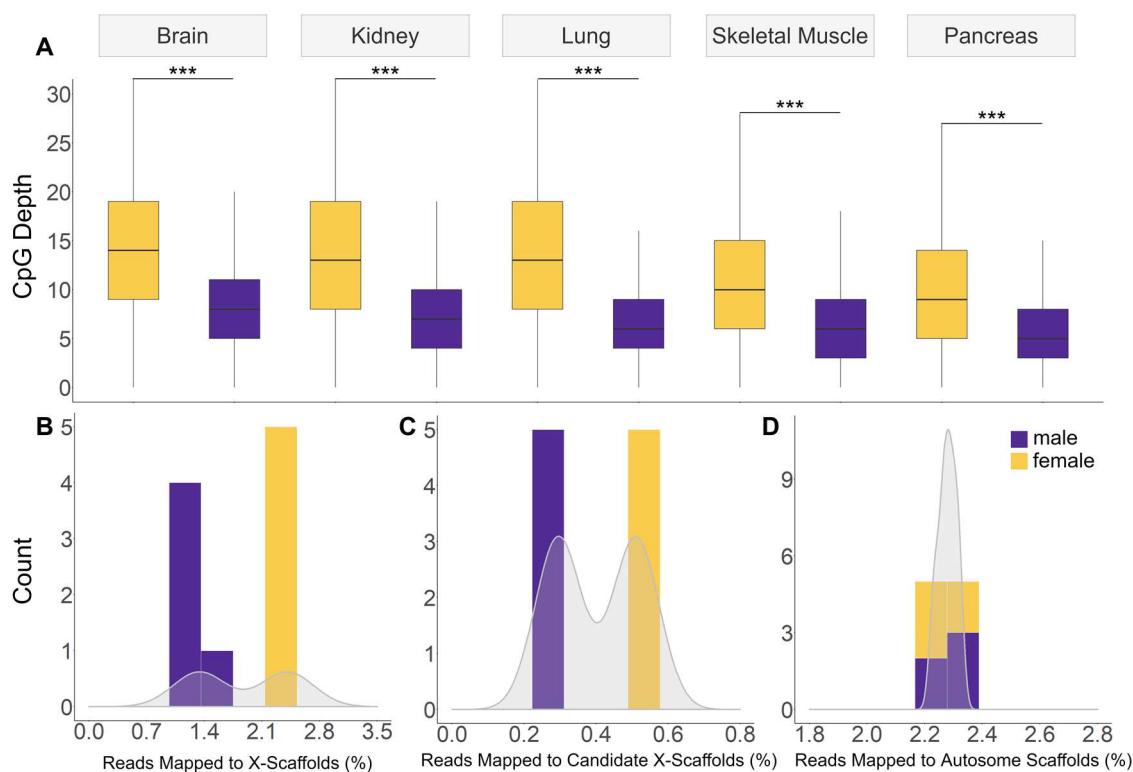 A
Brain
Kidney
Lung
Skeletal Muscle
Pancreas
***
***
***
***
***
30
25
20
15
10
5
0
CpG Depth
B
5
4
3
2
1
0
Count
0.0 0.7 1.4 2.1 2.8 3.5
Reads Mapped to X-Scaffolds (%)
C
5
4
3
2
1
0
0.0 0.2 0.4 0.6 0.8
Reads Mapped to Candidate X-Scaffolds (%)
D
male
female
9
6
3
0
1.8 2.0 2.2 2.4 2.6 2.8
Reads Mapped to Autosome Scaffolds (%)